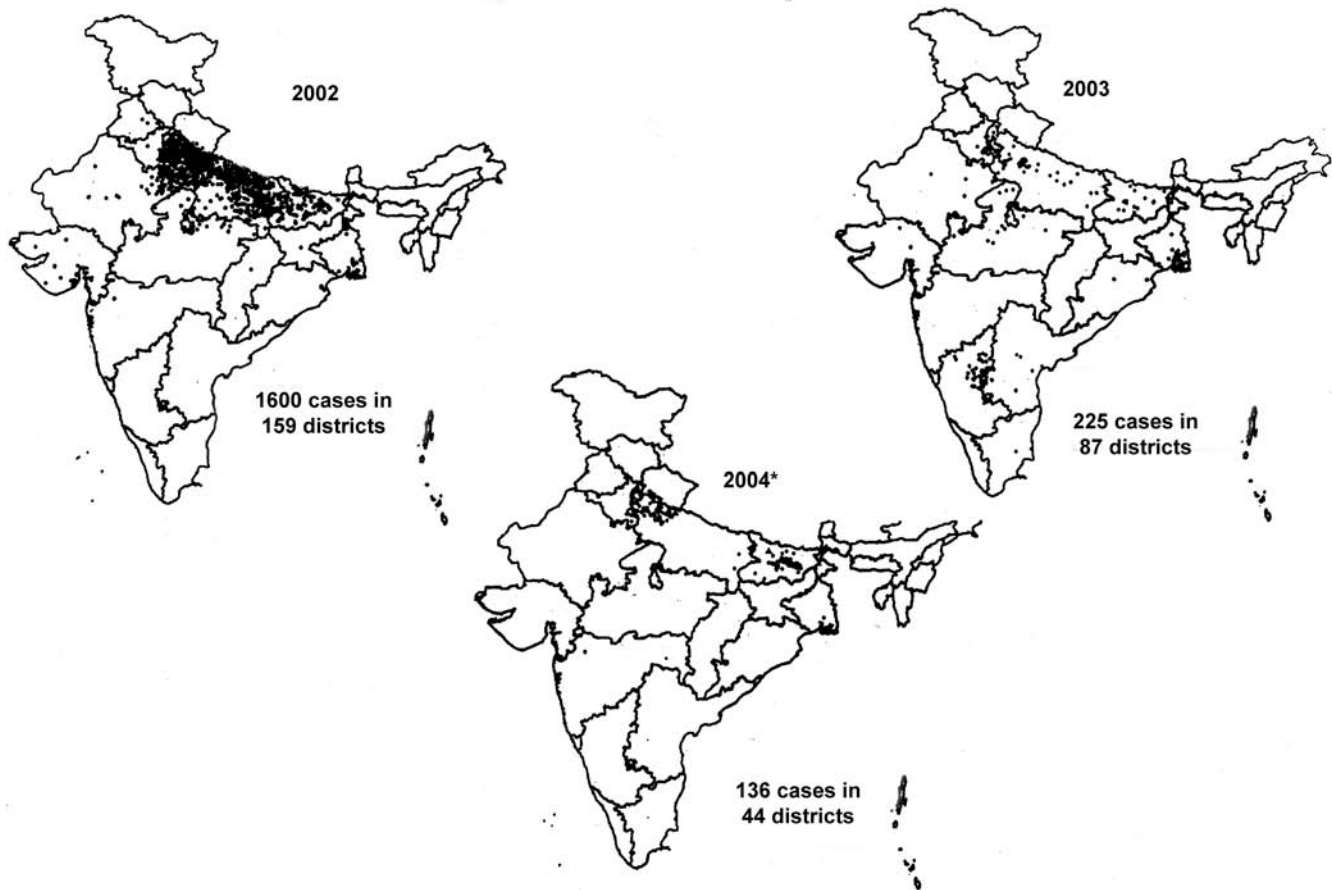 2002
1600 cases in
159 districts
2003
225 cases in
87 districts
2004*
136 cases in
44 districts